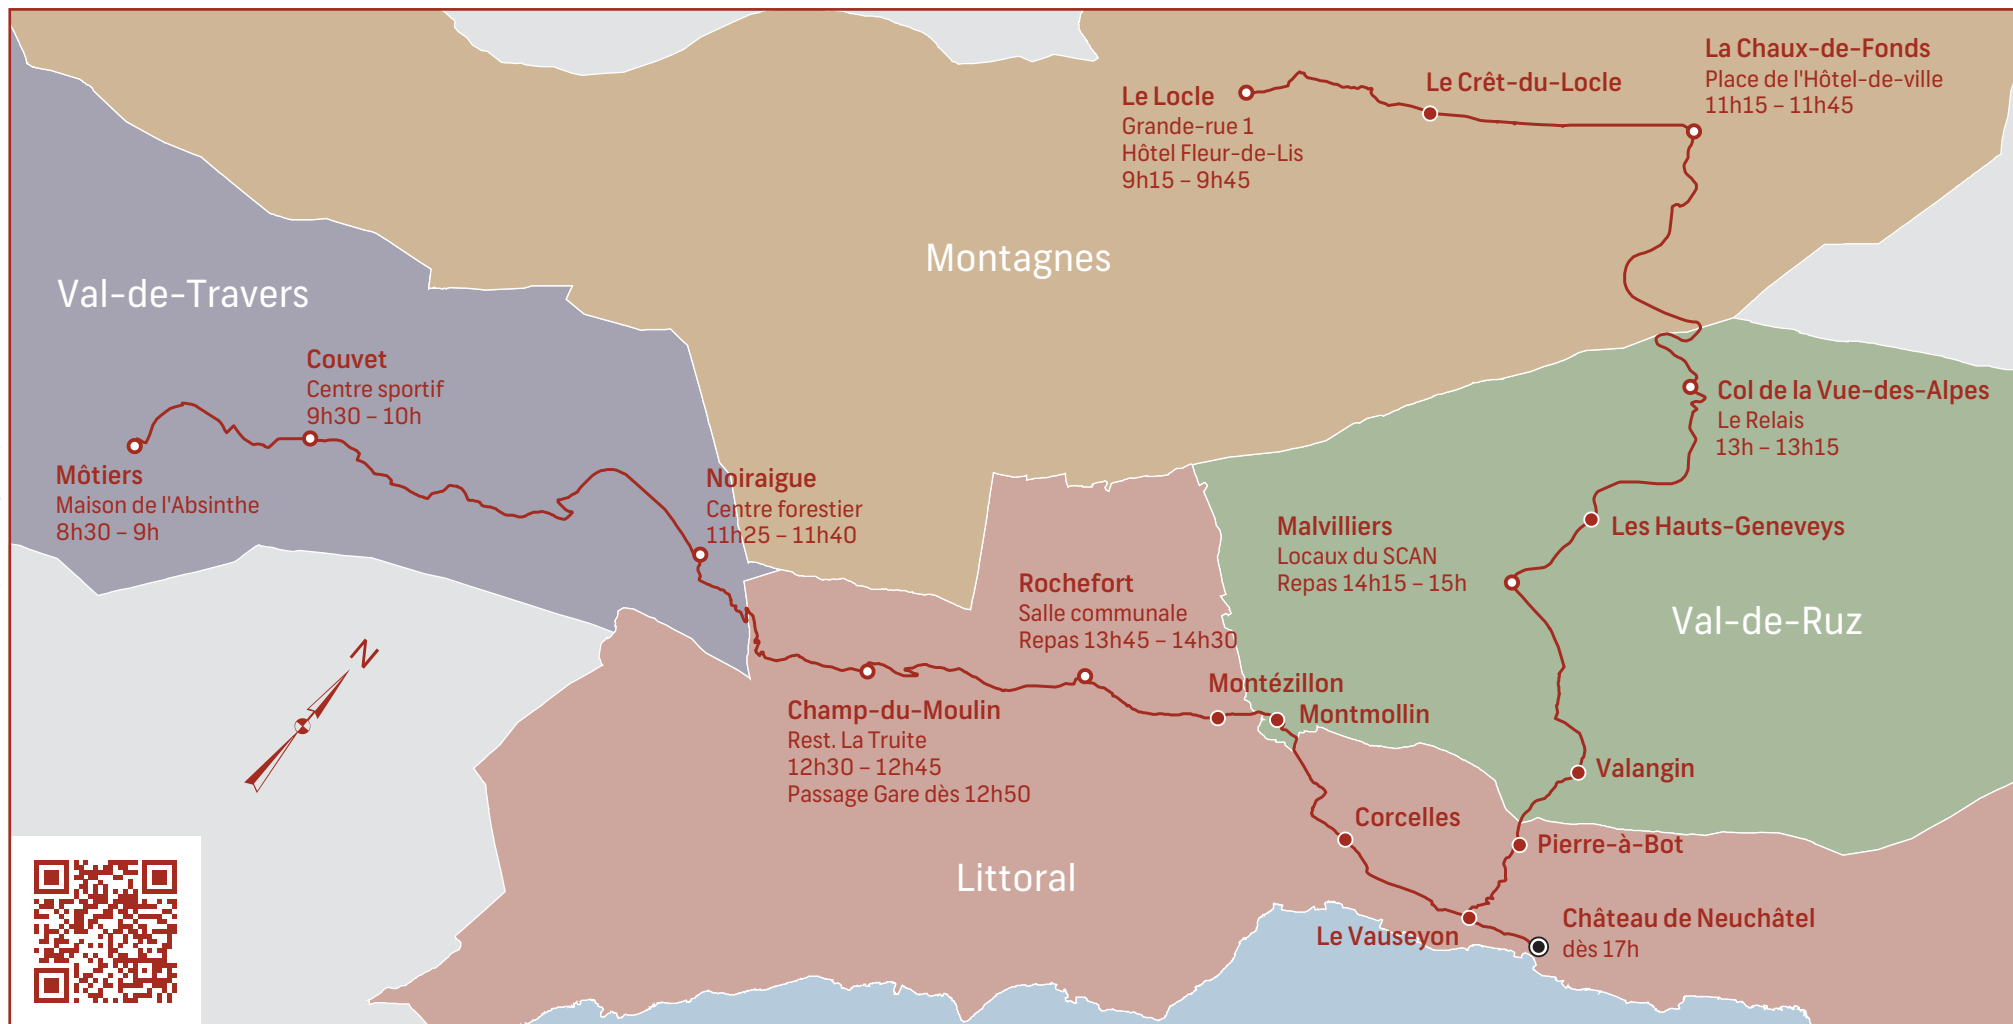 La Chaux-de-Fonds
Place de l'Hôtel-de-ville
11h15 – 11h45
Le Crêt-du-Locle
Le Locle
Grande-rue 1
Hôtel Fleur-de-Lis
9h15 – 9h45
Montagnes
Val-de-Travers
Couvet
Centre sportif
9h30 – 10h
Môtiers
Maison de l'Absinthe
8h30 – 9h
Noiraigue
Centre forestier
11h25 – 11h40
Col de la Vue-des-Alpes
Le Relais
13h – 13h15
Les Hauts-Geneveys
Malvilliers
Locaux du SCAN
Repas 14h15 – 15h
Val-de-Ruz
Rochefort
Salle communale
Repas 13h45 – 14h30
Montézillon
Montmollin
Champ-du-Moulin
Rest. La Truite
12h30 – 12h45
Passage Gare dès 12h50
N
Valangin
Corcelles
Pierre-à-Bot
Littoral
Le Vauseyon
Château de Neuchâtel
dès 17h